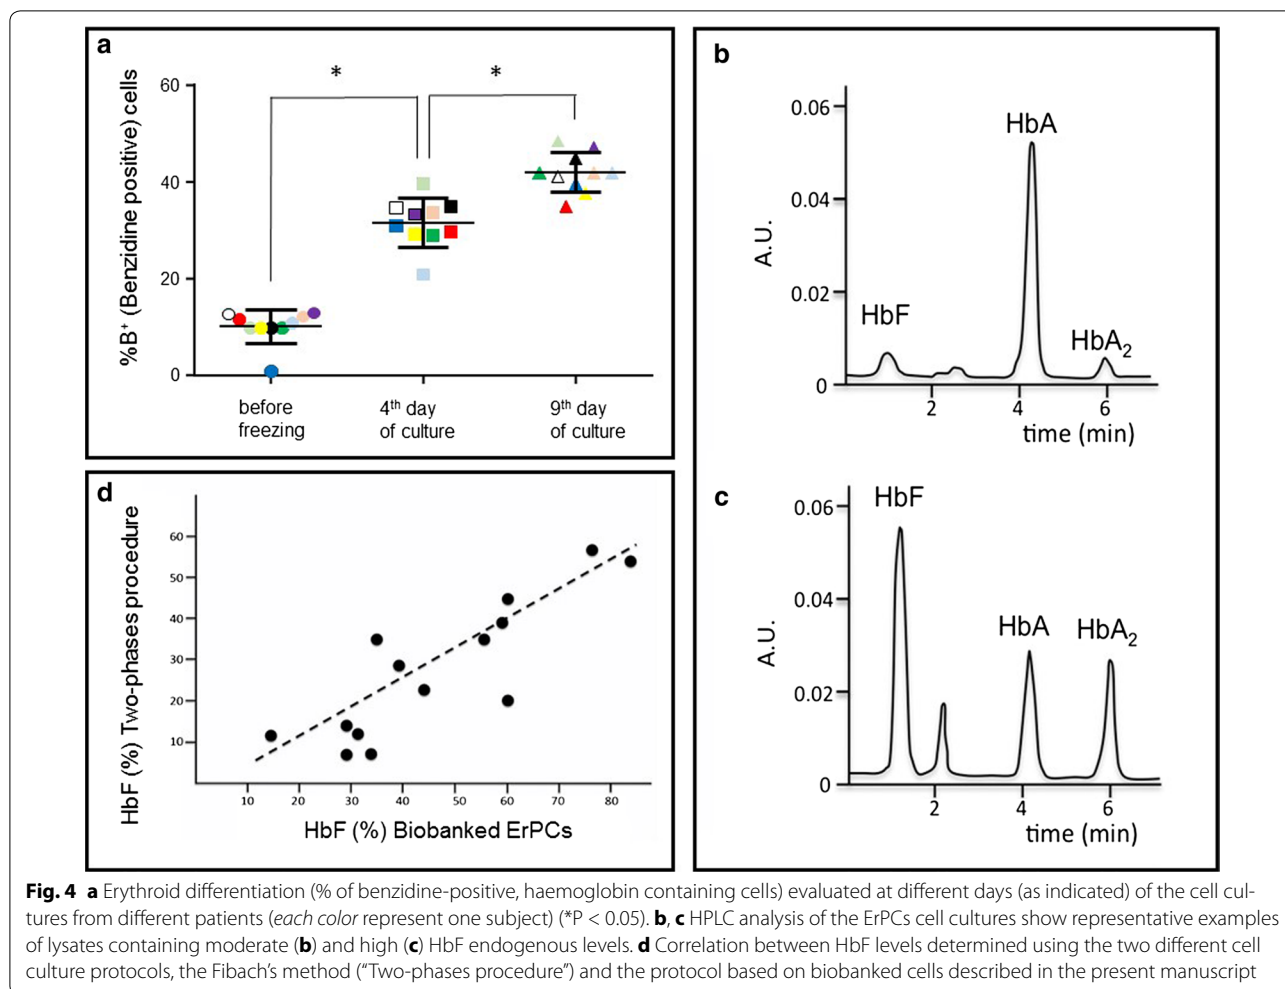 a
%B⁺ (Benzidine positive) cells
60
40
20
0
*
*
before
freezing
4th day
of culture
9th day
of culture
b
A.U.
0.06
0.04
0.02
0
HbF
HbA
HbA₂
2
4
6
time (min)
c
A.U.
0.06
0.04
0.02
0
HbF
HbA
HbA₂
2
4
6
time (min)
d
HbF (%) Two-phases procedure
60
50
40
30
20
10
10
20
30
40
50
60
70
80
HbF (%) Biobanked ErPCs
Fig. 4 a Erythroid differentiation (% of benzidine-positive, haemoglobin containing cells) evaluated at different days (as indicated) of the cell cul-
tures from different patients (each color represent one subject) (*P < 0.05). b, c HPLC analysis of the ErPCs cell cultures show representative examples
of lysates containing moderate (b) and high (c) HbF endogenous levels. d Correlation between HbF levels determined using the two different cell
culture protocols, the Fibach's method ("Two-phases procedure") and the protocol based on biobanked cells described in the present manuscript